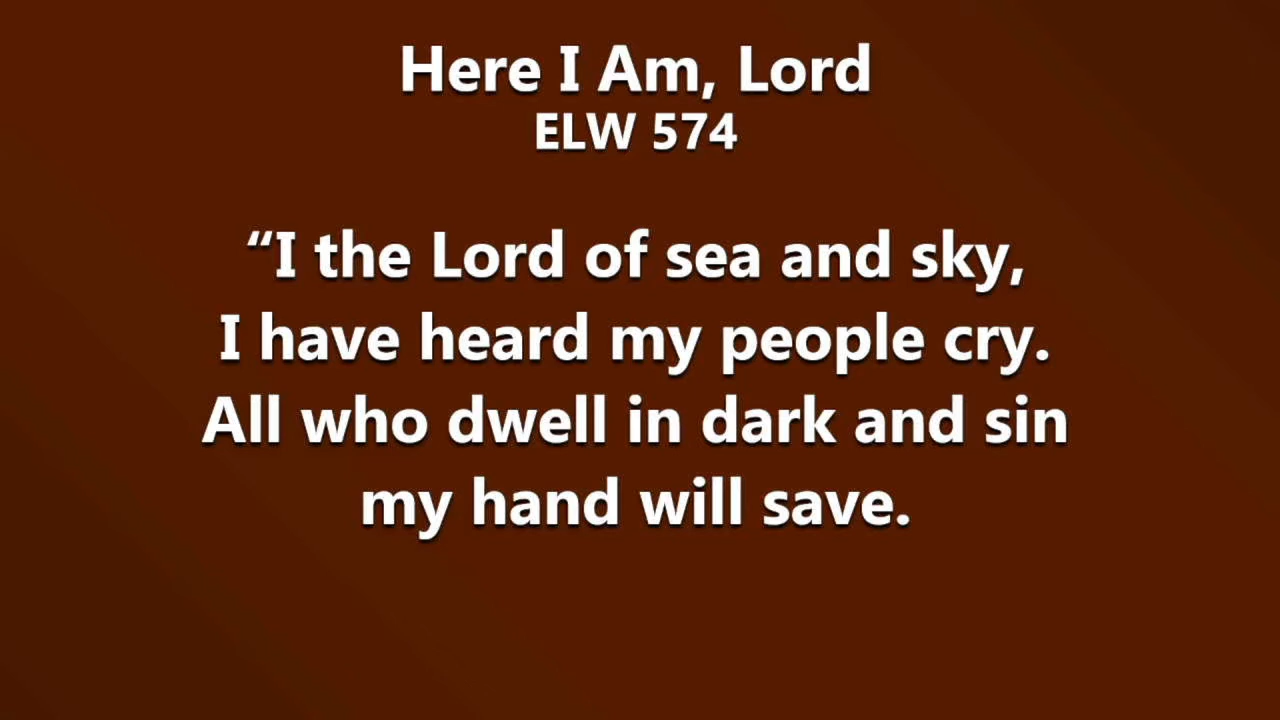 Here I Am, Lord
ELW 574
“I the Lord of sea and sky,
I have heard my people cry.
All who dwell in dark and sin
my hand will save.